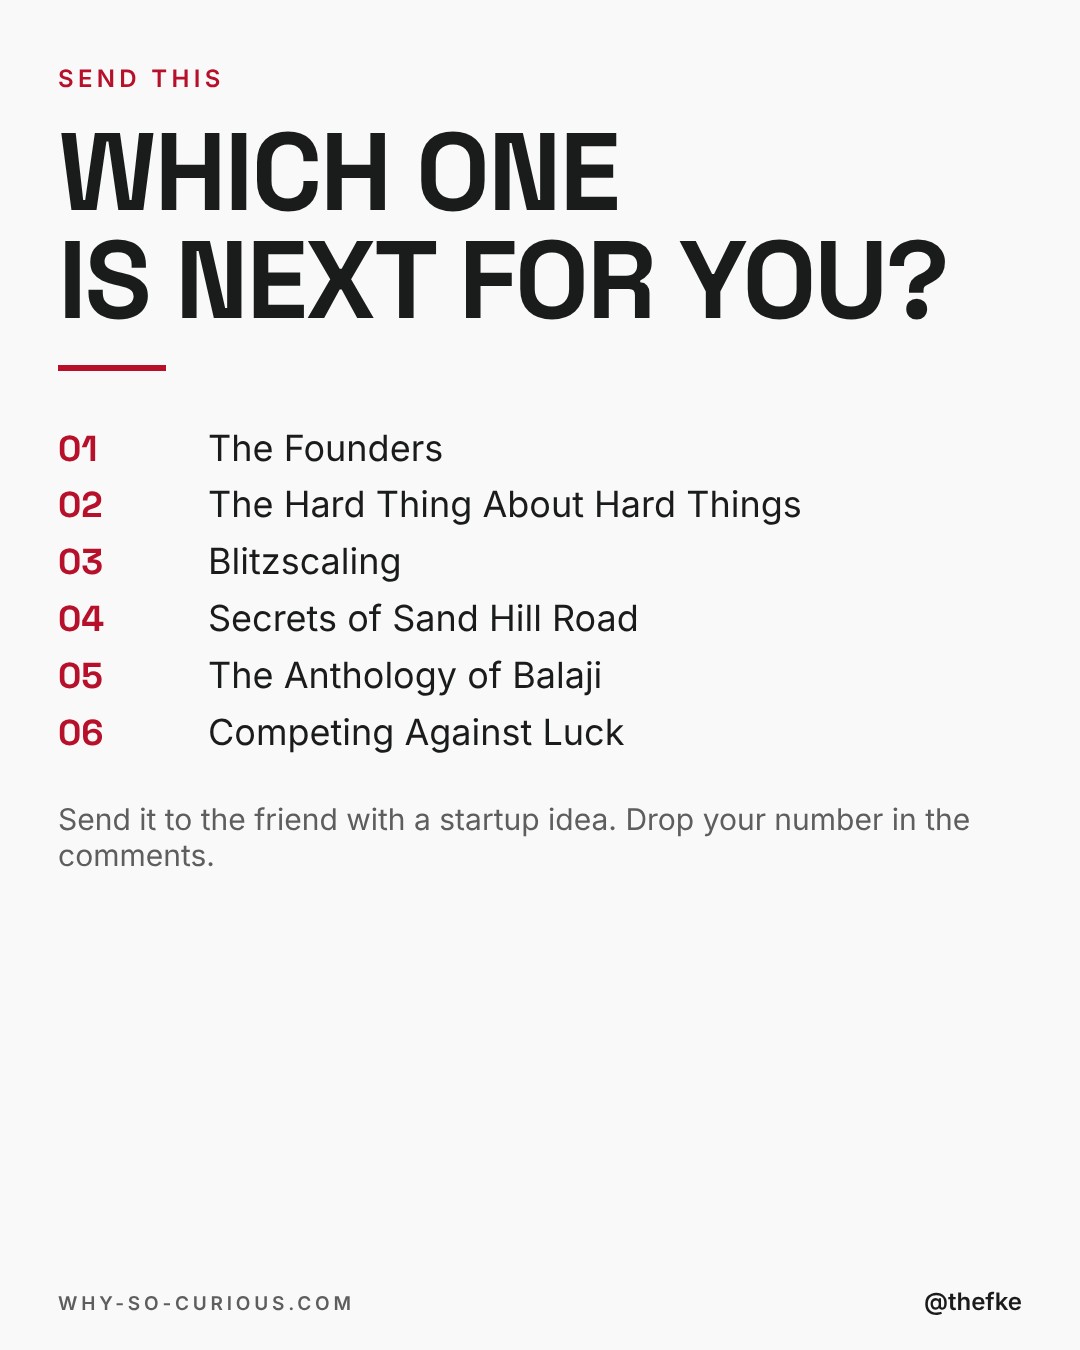 SEND THIS
WHICH ONE
IS NEXT FOR YOU?
01 The Founders
02 The Hard Thing About Hard Things
03 Blitzscaling
04 Secrets of Sand Hill Road
05 The Anthology of Balaji
06 Competing Against Luck
Send it to the friend with a startup idea. Drop your number in the
comments.
WHY-SO-CURIOUS.COM @thefke